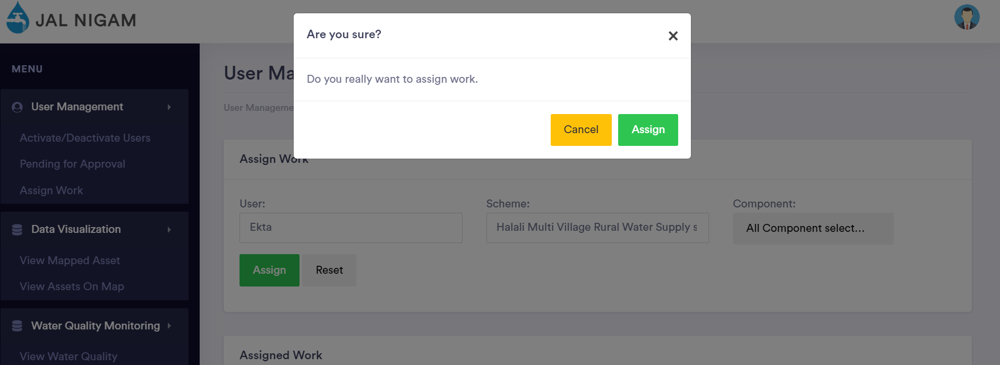 JAL NIGAM
Are you sure?
Do you really want to assign work.
Cancel
Assign
MENU
User Management
Activate/Deactivate Users
Pending for Approval
Assign Work
Data Visualization
View Mapped Asset
View Assets On Map
Water Quality Monitoring
View Water Quality
User Ma
User Manageme
Assign Work
User:
Scheme:
Component:
Ekta
Halali Multi Village Rural Water Supply s
All Component select...
Assign
Reset
Assigned Work